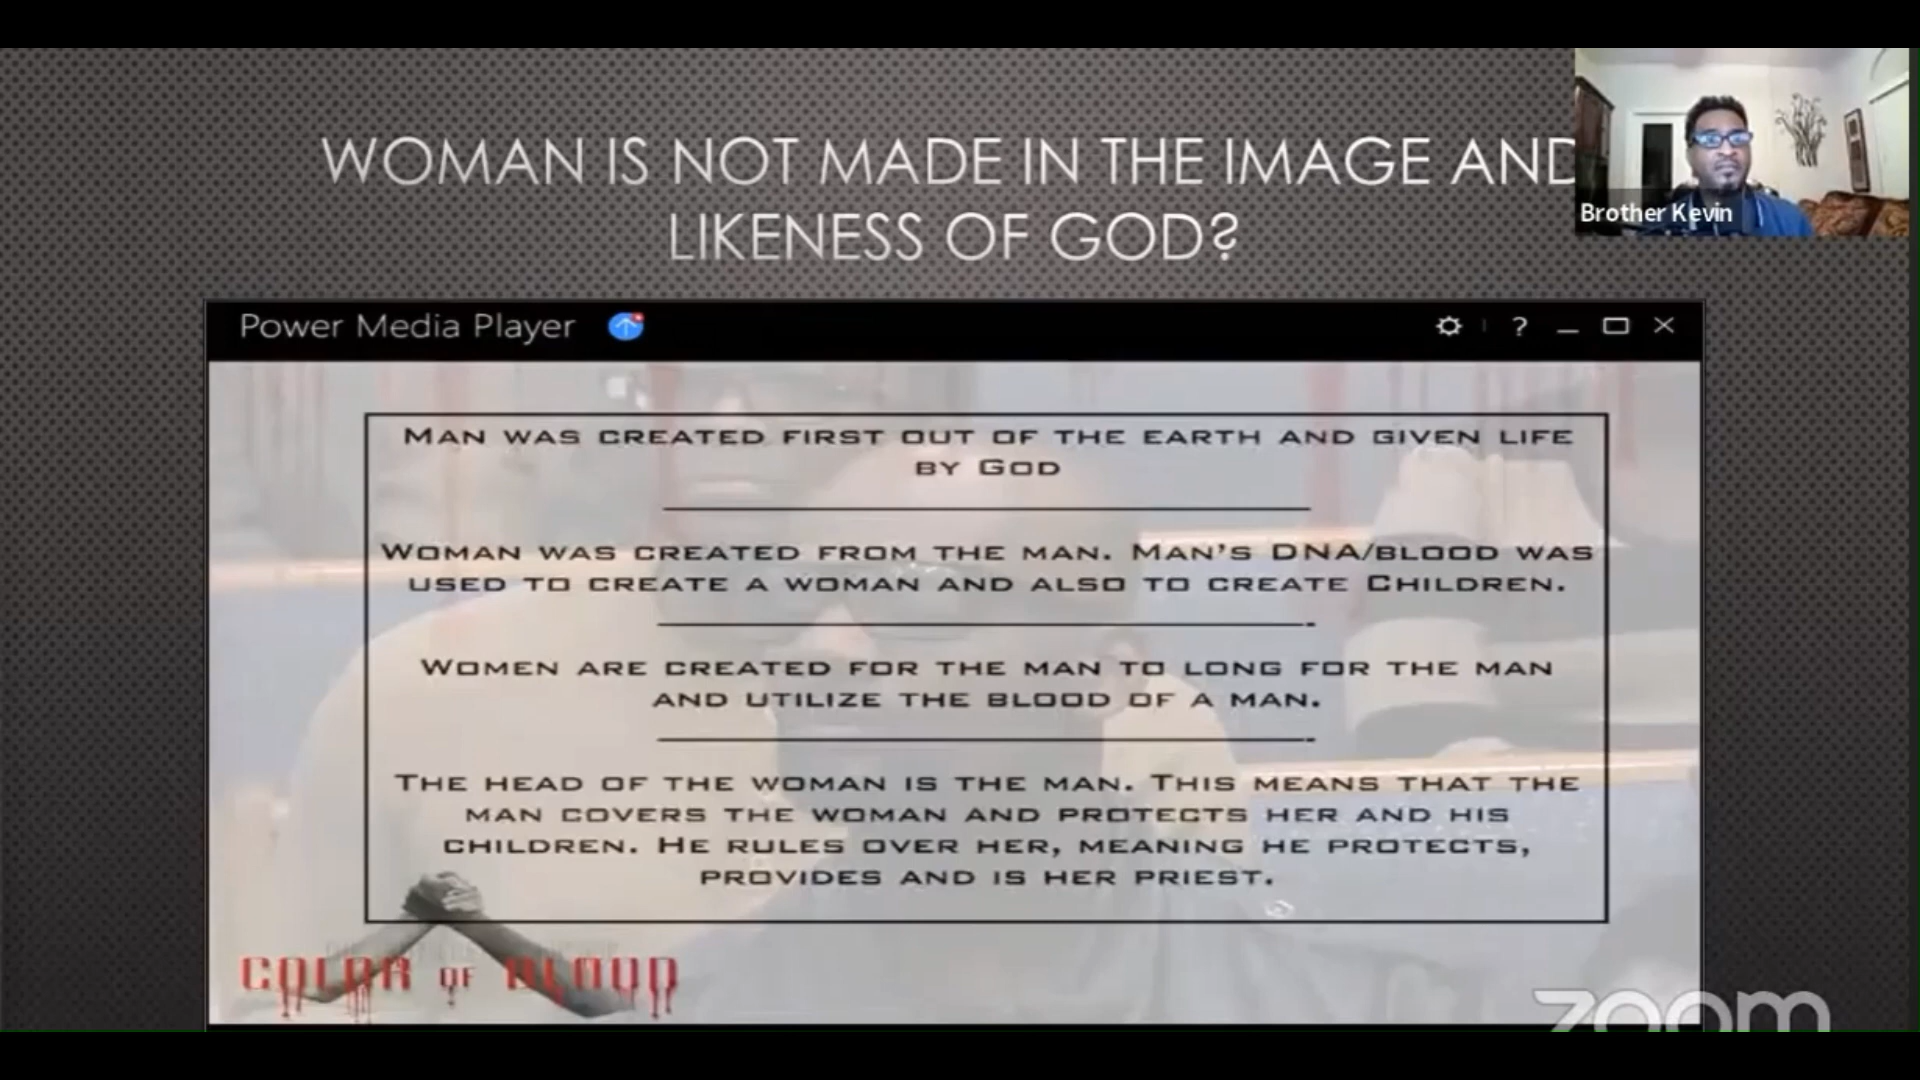 WOMAN IS NOT MADE IN THE IMAGE AND
LIKENESS OF GOD?
Brother Kevin
Power Media Player
?
MAN WAS CREATED FIRST OUT OF THE EARTH AND GIVEN LIFE
BY GOD
WOMAN WAS CREATED FROM THE MAN. MAN'S DNA/BLOOD WAS
USED TO CREATE A WOMAN AND ALSO TO CREATE CHILDREN.
WOMEN ARE CREATED FOR THE MAN TO LONG FOR THE MAN
AND UTILIZE THE BLOOD OF A MAN.
THE HEAD OF THE WOMAN IS THE MAN. THIS MEANS THAT THE
MAN COVERS THE WOMAN AND PROTECTS HER AND HIS
CHILDREN. HE RULES OVER HER, MEANING HE PROTECTS,
PROVIDES AND IS HER PRIEST.
COLOR OF BLOOD
zoom